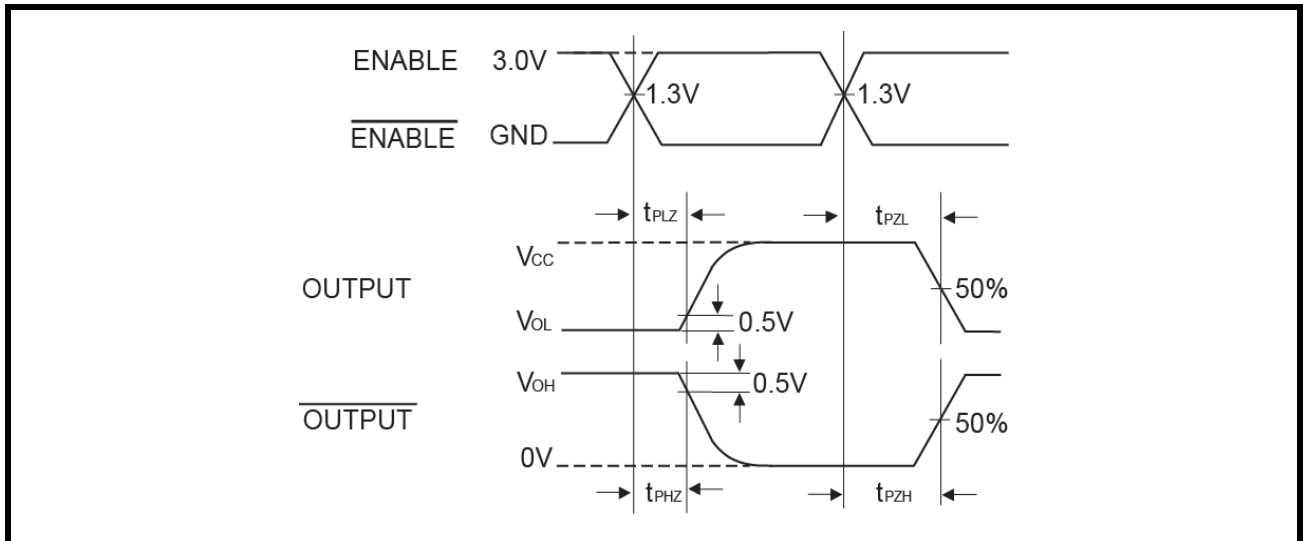 ENABLE 3.0V
1.3V 1.3V
ENABLE GND
tPLZ tPZL
VCC
OUTPUT 50%
VOL 0.5V
VOH 0.5V
OUTPUT 50%
0V
tPHZ tPZH